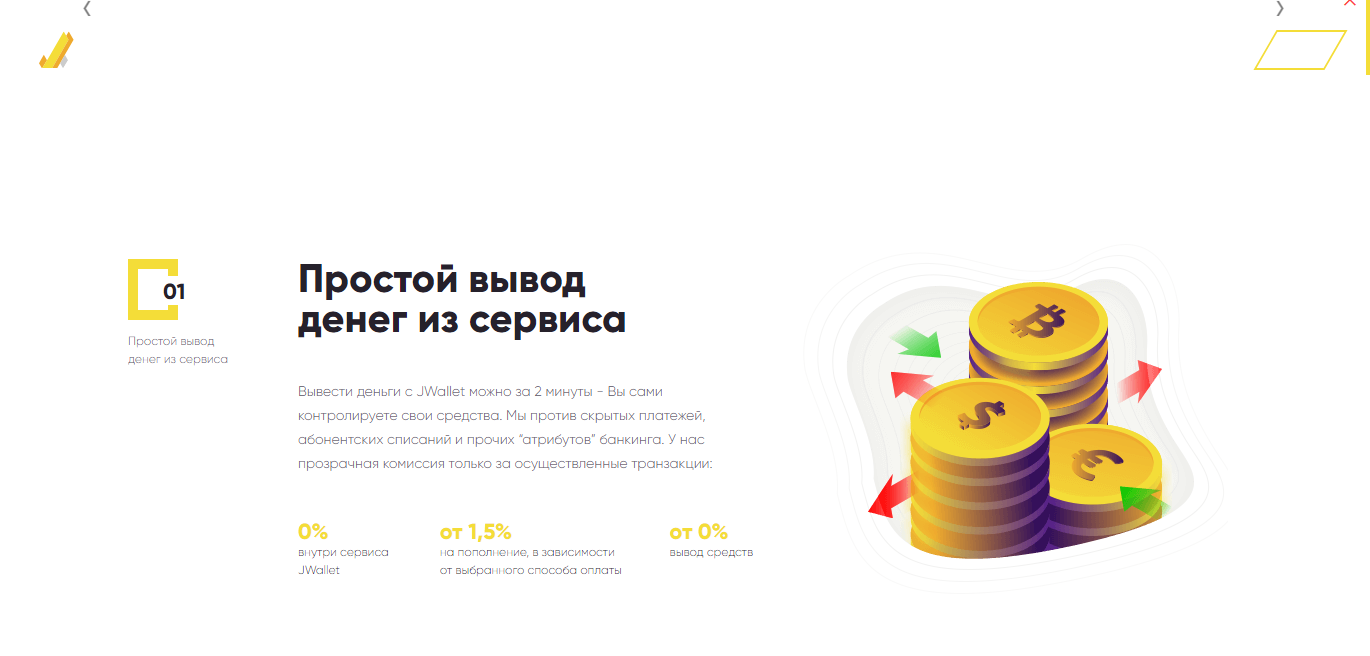 01
Простой вывод
денег из сервиса
Простой вывод
денег из сервиса
Вывести деньги с JWallet можно за 2 минуты - Вы сами
контролируете свои средства. Мы против скрытых платежей,
абонентских списаний и прочих “атрибутов” банкинга. У нас
прозрачная комиссия только за осуществленные транзакции:
0%
внутри сервиса
JWallet
от 1,5%
на пополнение, в зависимости
от выбранного способа оплаты
от 0%
вывод средств